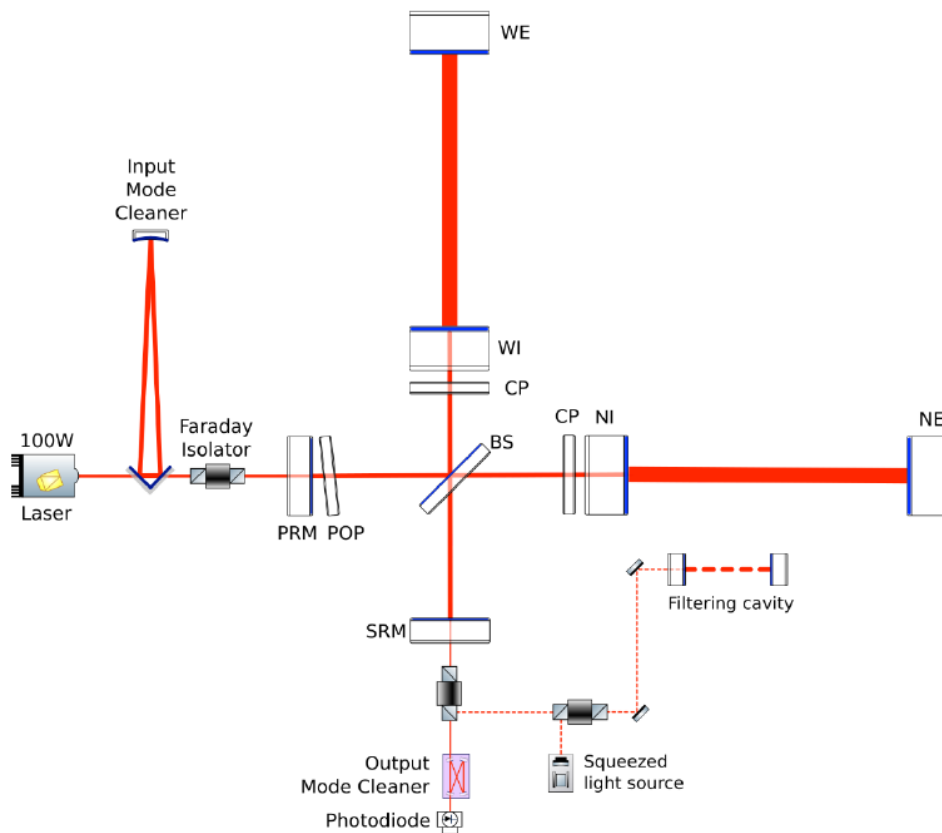 WE
Input
Mode
Cleaner
WI
CP
100W
Laser
Faraday
Isolator
BS
CP
NI
NE
PRM
POP
Filtering cavity
SRM
Output
Mode Cleaner
Squeezed
light source
Photodiode